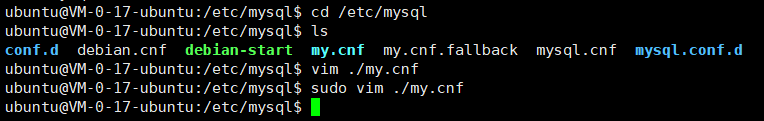 ubuntu@VM-0-17-ubuntu:/etc/mysql$ cd /etc/mysql
ubuntu@VM-0-17-ubuntu:/etc/mysql$ ls
conf.d  debian.cnf  debian-start  my.cnf  my.cnf.fallback  mysql.cnf  mysql.conf.d
ubuntu@VM-0-17-ubuntu:/etc/mysql$ vim ./my.cnf
ubuntu@VM-0-17-ubuntu:/etc/mysql$ sudo vim ./my.cnf
ubuntu@VM-0-17-ubuntu:/etc/mysql$